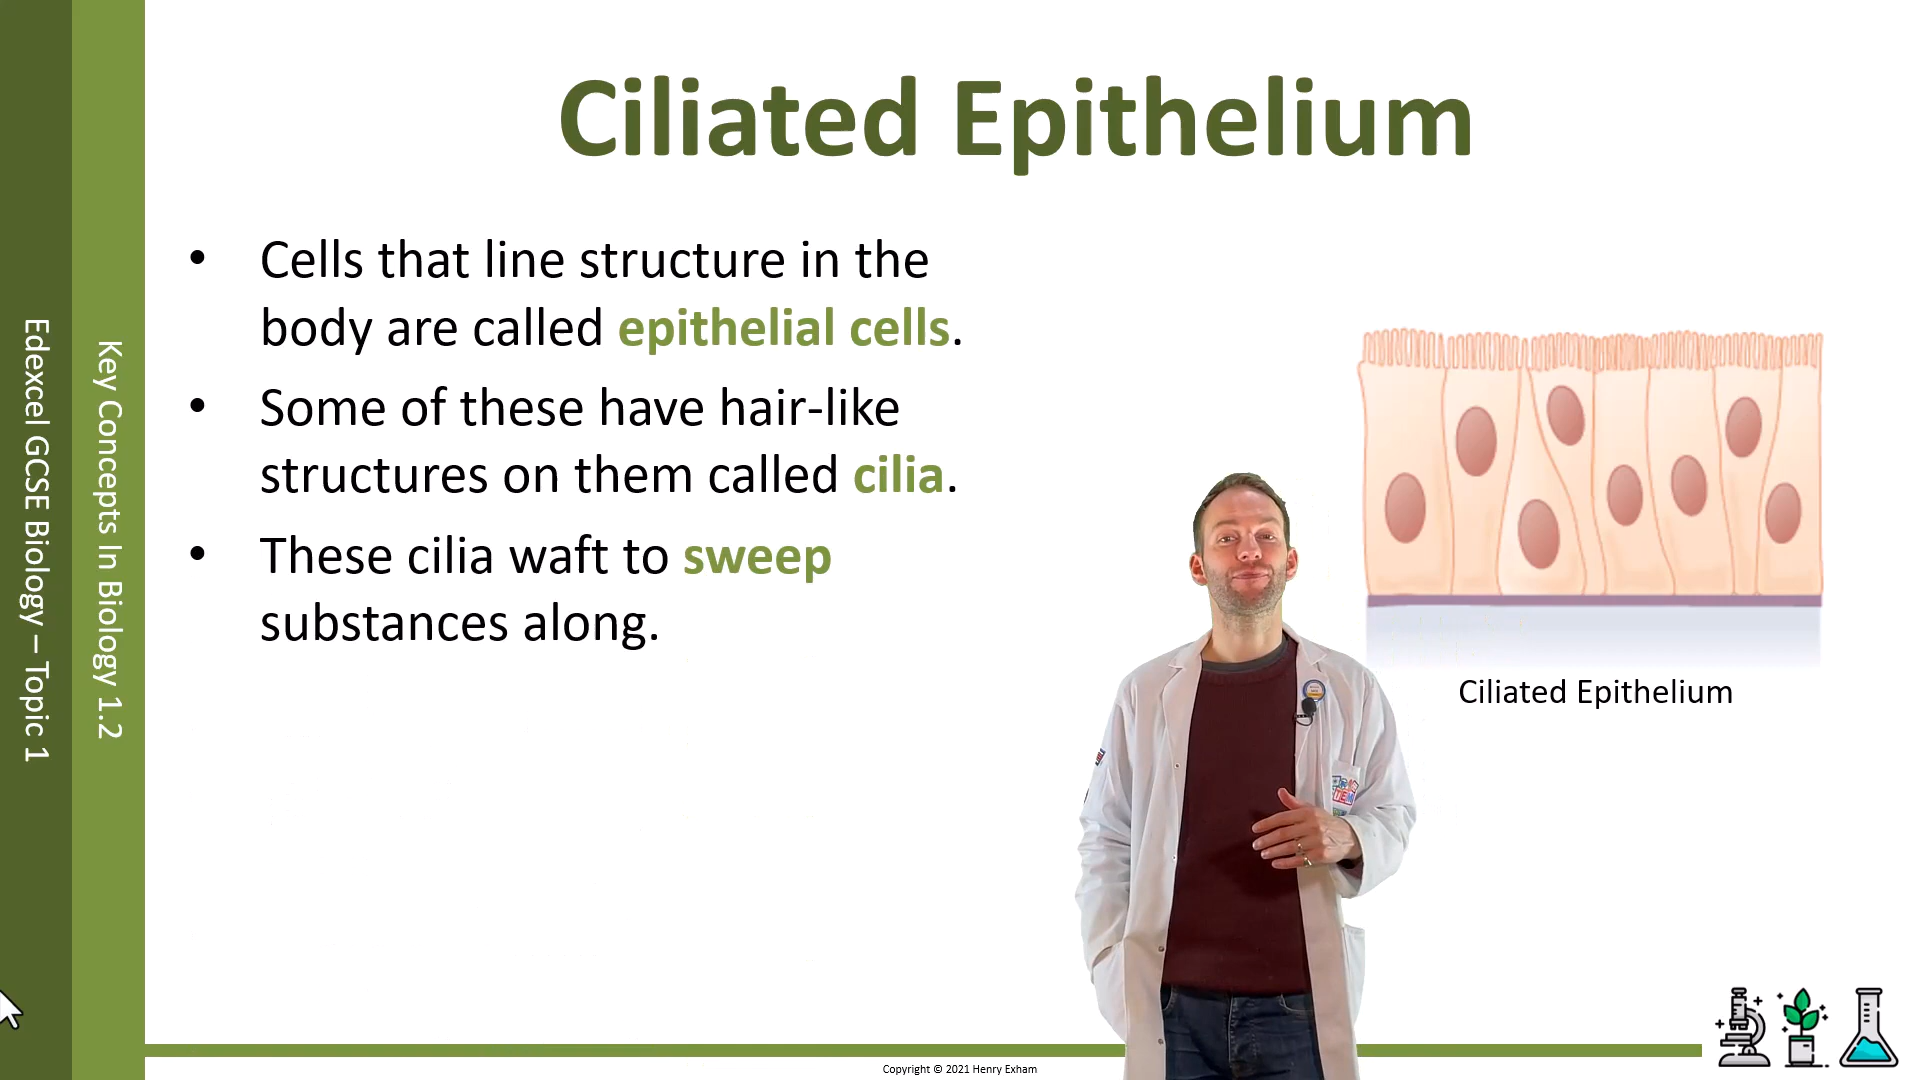 Ciliated Epithelium
• Cells that line structure in the
body are called epithelial cells.
• Some of these have hair-like
structures on them called cilia.
• These cilia waft to sweep
substances along.
Ciliated Epithelium
Key Concepts In Biology 1.2
Edexcel GCSE Biology – Topic 1
Copyright © 2021 Henry Exham